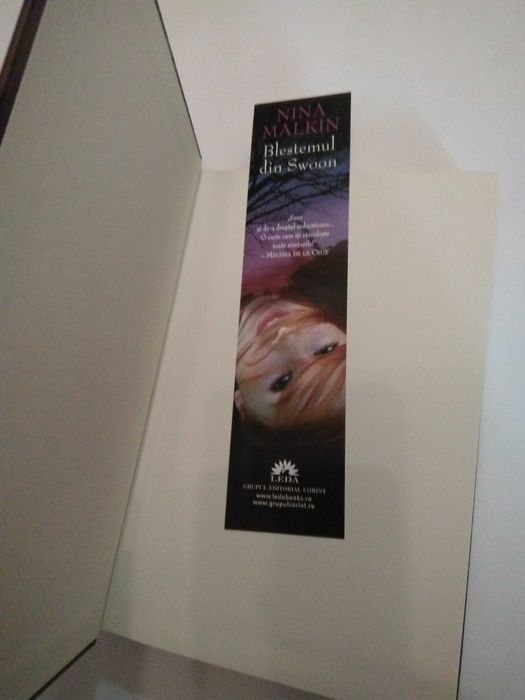 NINA
MALKIN
Blestemul
din Swoon
„Sexy
și de-a dreptul seducătoare...
O carte care îți răscolește
toate simțurile!”
– MELISSA DE LA CRUZ
LEDA
GRUPUL EDITORIAL CORINT
www.ledabooks.ro
www.grupulcorint.ro